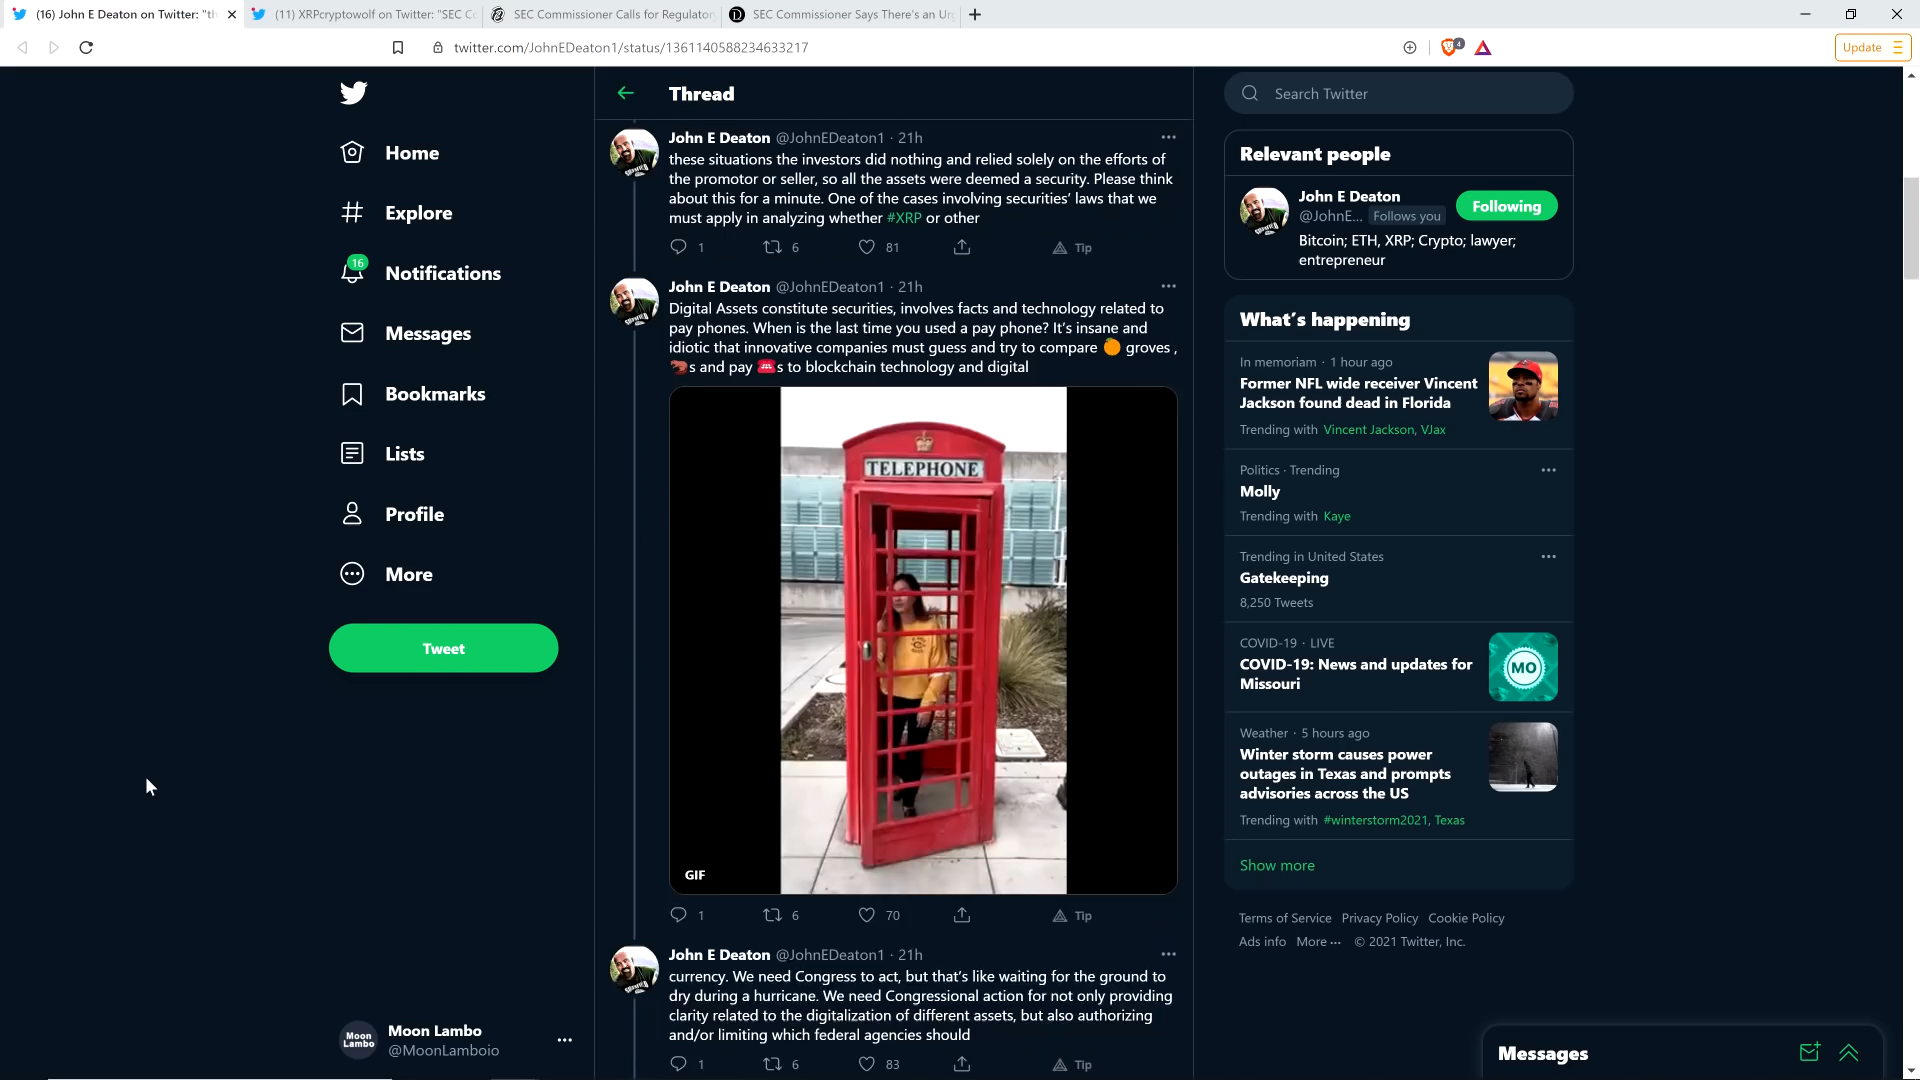 (16) John E Deaton on Twitter: "th
(11) XRPcryptowolf on Twitter: "SEC Co
SEC Commissioner Calls for Regulatory
SEC Commissioner Says There's an Ur
twitter.com/JohnEDeaton1/status/1361140588234633217
4
Update
Home
Explore
16
Notifications
Messages
Bookmarks
Lists
Profile
More
Tweet
Moon Lambo
Moon Lambo
@MoonLamboio
Thread
John E Deaton @JohnEDeaton1 · 21h
these situations the investors did nothing and relied solely on the efforts of
the promotor or seller, so all the assets were deemed a security. Please think
about this for a minute. One of the cases involving securities’ laws that we
must apply in analyzing whether #XRP or other
1 6 81 Tip
John E Deaton @JohnEDeaton1 · 21h
Digital Assets constitute securities, involves facts and technology related to
pay phones. When is the last time you used a pay phone? It’s insane and
idiotic that innovative companies must guess and try to compare 🍊 groves ,
🦫s and pay ☎️s to blockchain technology and digital
TELEPHONE
GIF
1 6 70 Tip
John E Deaton @JohnEDeaton1 · 21h
currency. We need Congress to act, but that’s like waiting for the ground to
dry during a hurricane. We need Congressional action for not only providing
clarity related to the digitalization of different assets, but also authorizing
and/or limiting which federal agencies should
1 6 83 Tip
Search Twitter
Relevant people
John E Deaton
@JohnE... Follows you
Following
Bitcoin; ETH, XRP; Crypto; lawyer;
entrepreneur
What’s happening
In memoriam · 1 hour ago
Former NFL wide receiver Vincent
Jackson found dead in Florida
Trending with Vincent Jackson, VJax
Politics · Trending
Molly
Trending with Kaye
Trending in United States
Gatekeeping
8,250 Tweets
COVID-19 · LIVE
COVID-19: News and updates for
Missouri
MO
Weather · 5 hours ago
Winter storm causes power
outages in Texas and prompts
advisories across the US
Trending with #winterstorm2021, Texas
Show more
Terms of Service Privacy Policy Cookie Policy
Ads info More ··· © 2021 Twitter, Inc.
Messages